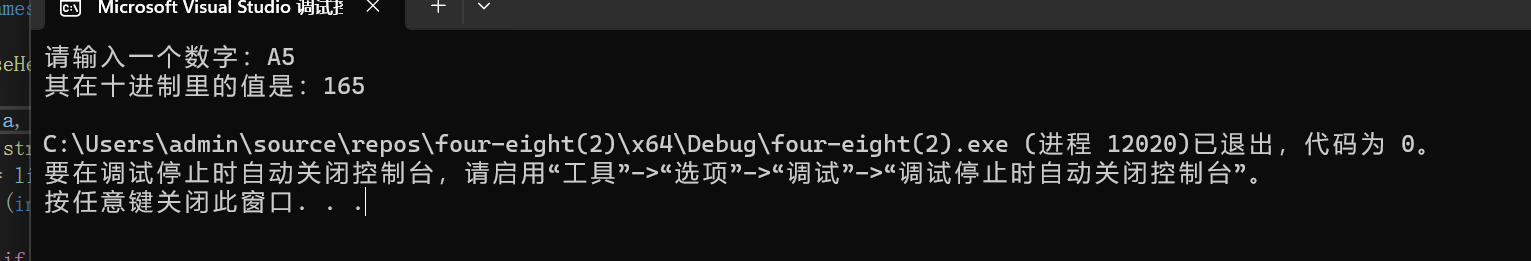 Microsoft Visual Studio 调试控
请输入一个数字: A5
其在十进制里的值是: 165
C:\Users\admin\source\repos\four-eight(2)\x64\Debug\four-eight(2).exe (进程 12020)已退出，代码为 0。
要在调试停止时自动关闭控制台，请启用“工具”->“选项”->“调试”->“调试停止时自动关闭控制台”。
按任意键关闭此窗口. . .